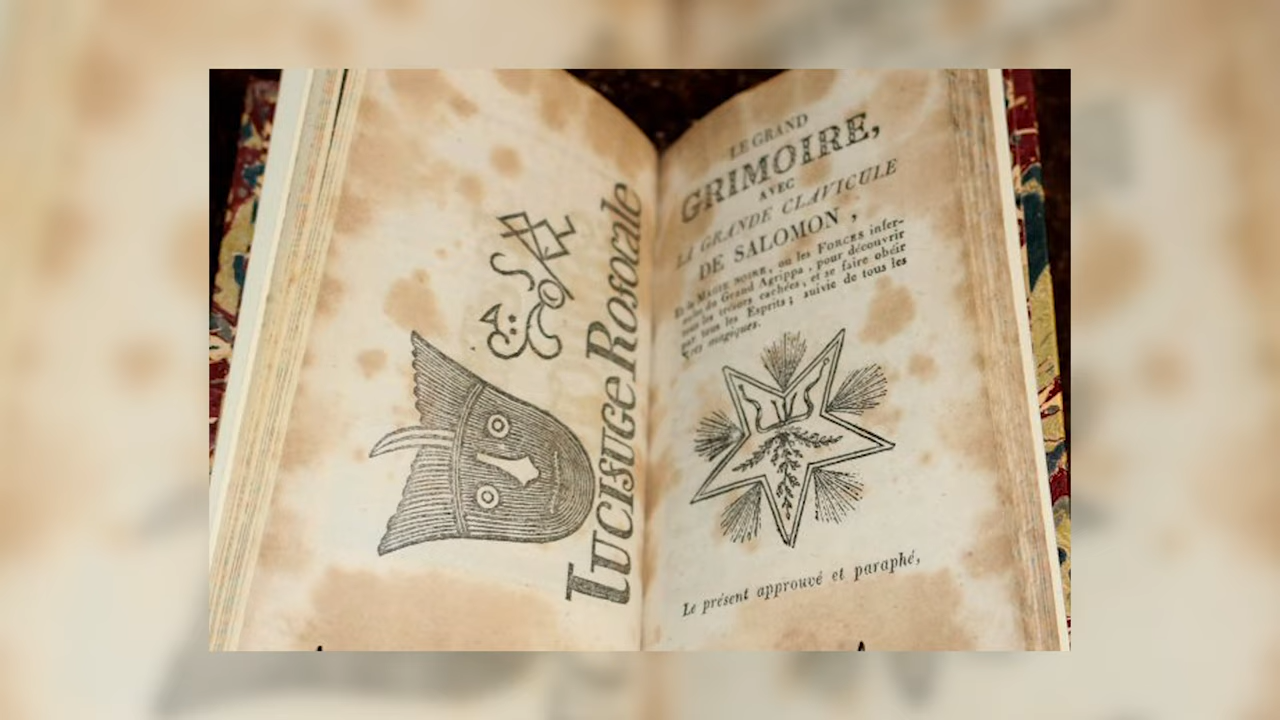 LUCIFUGE Rofocale
LE GRAND
GRIMOIRE,
AVEC
LA GRANDE CLAVICULE
DE SALOMON,
Et la MAGIE NOIRE, ou les FORCES infer-
nales du Grand Agrippa, pour découvrir
tous les trésors cachées, et se faire obéir
par tous les Esprits; suivie de tous les
Arts magiques.
Le présent approuvé et paraphé,